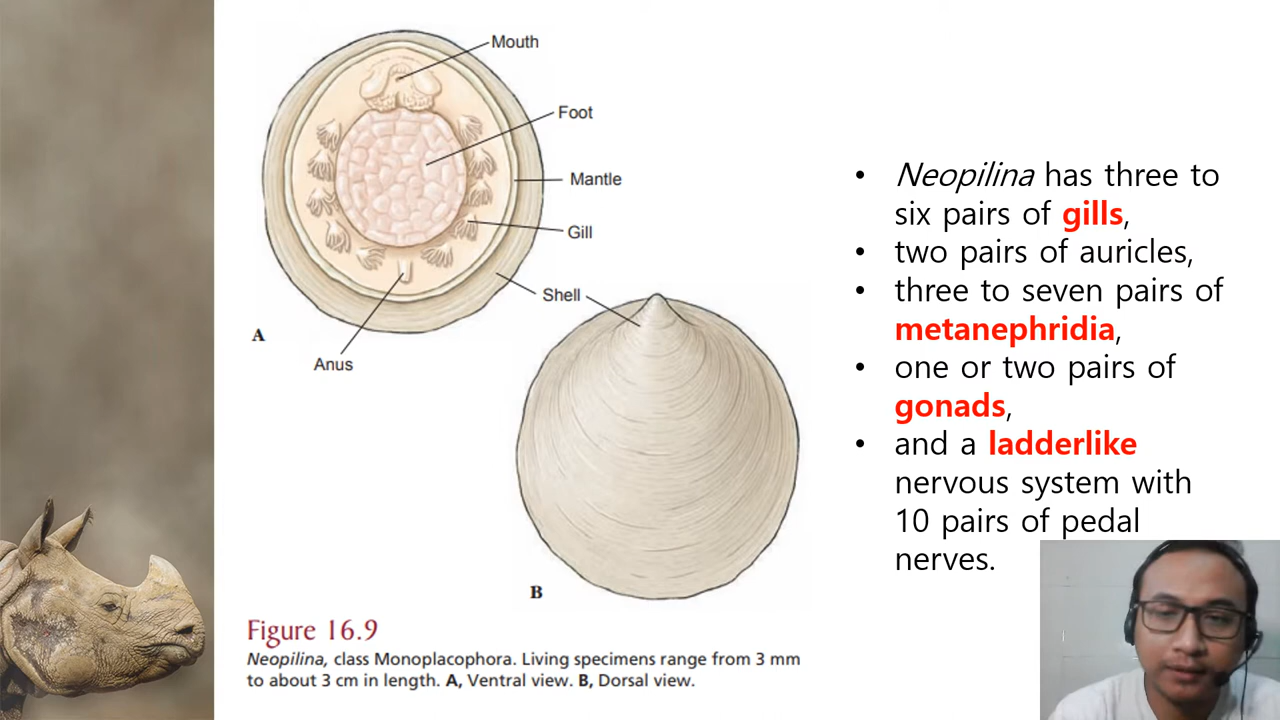 Mouth
Foot
Mantle
Gill
Shell
A
Anus
B
Figure 16.9
Neopilina, class Monoplacophora. Living specimens range from 3 mm
to about 3 cm in length. A, Ventral view. B, Dorsal view.
• Neopilina has three to
six pairs of gills,
• two pairs of auricles,
• three to seven pairs of
metanephridia,
• one or two pairs of
gonads,
• and a ladderlike
nervous system with
10 pairs of pedal
nerves.